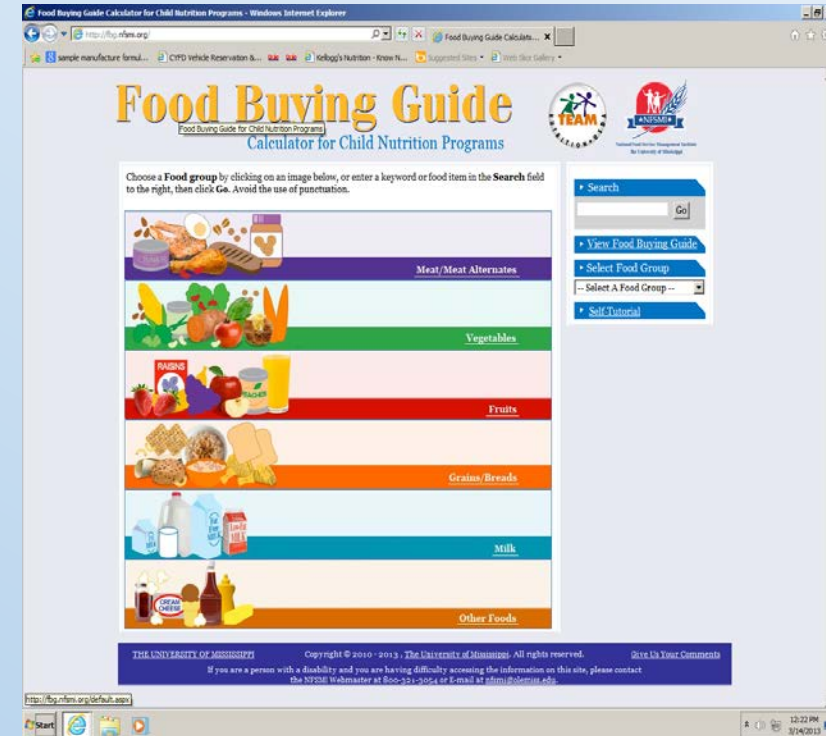 Food Buying Guide Calculator for Child Nutrition Programs - Windows Internet Explorer
http://fbg.nfsmi.org/
Food Buying Guide Calculato... X
sample manufacture formul... CYFD Vehicle Reservation &... Kellogg's Nutrition - Know N... Suggested Sites Web Slice Gallery
Food Buying Guide
Food Buying Guide for Child Nutrition Programs
Calculator for Child Nutrition Programs
TEAM
NFSMI
National Food Service Management Institute
The University of Mississippi
Choose a Food group by clicking on an image below, or enter a keyword or food item in the Search field
to the right, then click Go. Avoid the use of punctuation.
Search
Go
View Food Buying Guide
Select Food Group
-- Select A Food Group --
Self Tutorial
Meat/Meat Alternates
Vegetables
RAISINS
Fruits
Grains/Breads
Milk
CREAM
CHEESE
Other Foods
THE UNIVERSITY OF MISSISSIPPI Copyright © 2010 - 2013 , The University of Mississippi. All rights reserved. Give Us Your Comments
If you are a person with a disability and you are having difficulty accessing the information on this site, please contact
the NFSMI Webmaster at 800-321-3054 or E-mail at nfsmi@olemiss.edu.
http://fbg.nfsmi.org/default.aspx
Start
12:22 PM
3/14/2013